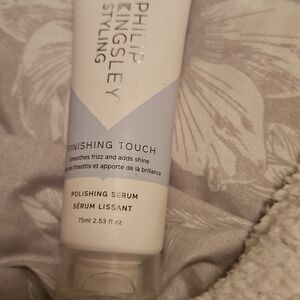 PHILIP
KINGSLEY
STYLING
FINISHING TOUCH
Smoothes frizz and adds shine
les frisottis et apporte de la brillance
POLISHING SERUM
SÉRUM LISSANT
75ml 2.53 fl oz